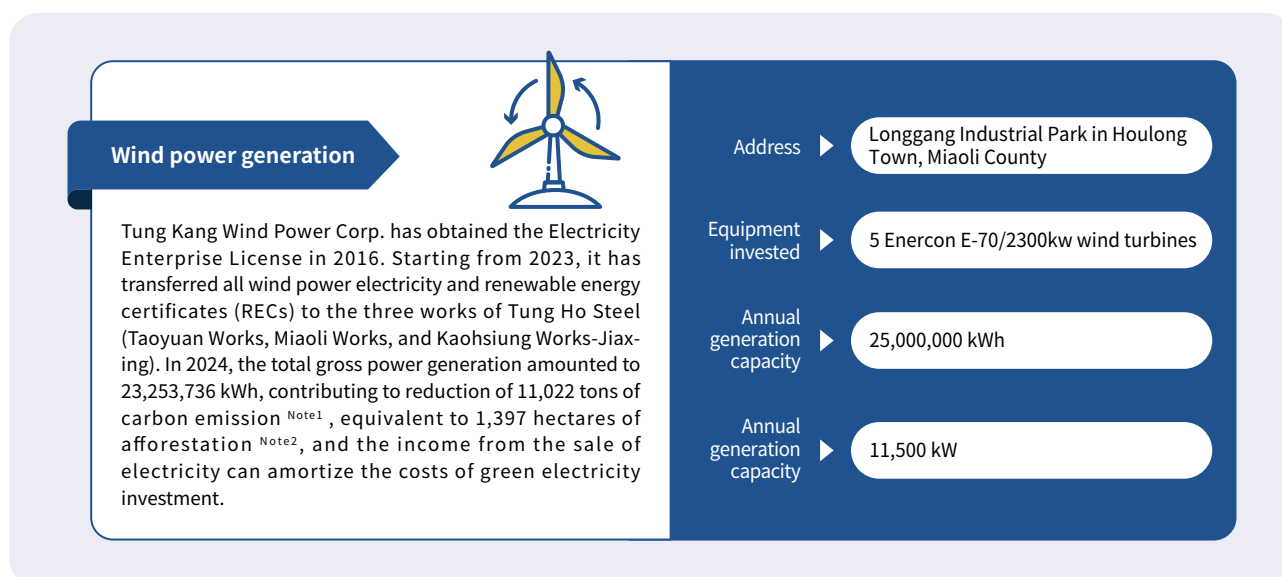 Wind power generation
Tung Kang Wind Power Corp. has obtained the Electricity
Enterprise License in 2016. Starting from 2023, it has
transferred all wind power electricity and renewable energy
certificates (RECs) to the three works of Tung Ho Steel
(Taoyuan Works, Miaoli Works, and Kaohsiung Works-Jiax-
ing). In 2024, the total gross power generation amounted to
23,253,736 kWh, contributing to reduction of 11,022 tons of
carbon emission Note1 , equivalent to 1,397 hectares of
afforestation Note2, and the income from the sale of
electricity can amortize the costs of green electricity
investment.
Address
Longgang Industrial Park in Houlong
Town, Miaoli County
Equipment
invested
5 Enercon E-70/2300kw wind turbines
Annual
generation
capacity
25,000,000 kWh
Annual
generation
capacity
11,500 kW